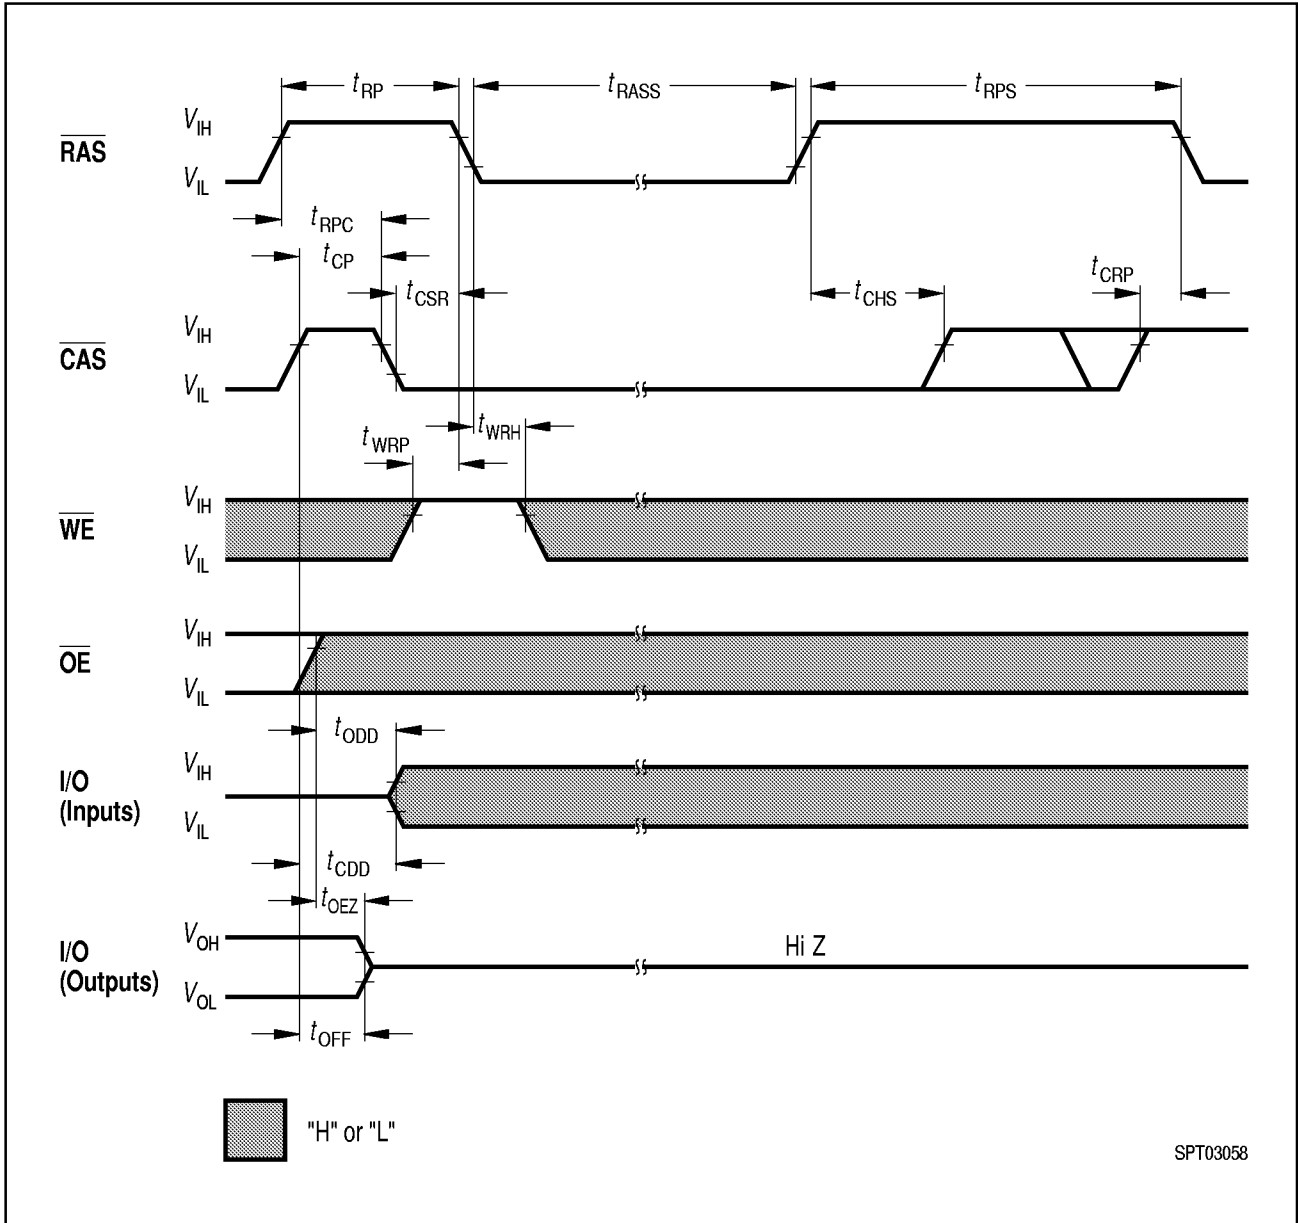 tRP
tRASS
tRPS
RAS
VIH
VIL
tRPC
tCP
tCSR
tCHS
tCRP
CAS
VIH
VIL
tWRP
tWRH
WE
VIH
VIL
OE
VIH
VIL
tODD
I/O
(Inputs)
VIH
VIL
tCDD
tOEZ
I/O
(Outputs)
VOH
VOL
Hi Z
tOFF
"H" or "L"
SPT03058